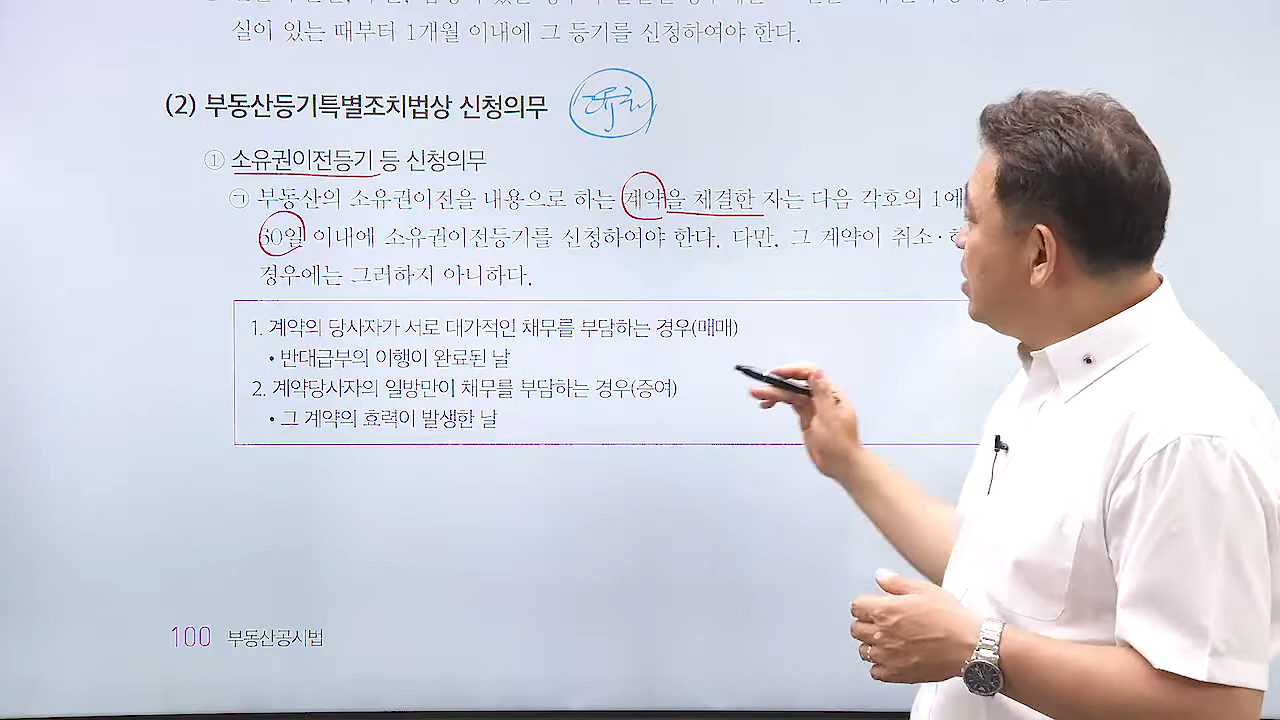 실이 있는 때부터 1개월 이내에 그 등기를 신청하여야 한다.
(2) 부동산등기특별조치법상 신청의무
① 소유권이전등기 등 신청의무
㉠ 부동산의 소유권이전을 내용으로 하는 계약을 체결한 자는 다음 각호의 1에
60일 이내에 소유권이전등기를 신청하여야 한다. 다만, 그 계약이 취소·
경우에는 그러하지 아니하다.
1. 계약의 당사자가 서로 대가적인 채무를 부담하는 경우(매매)
• 반대급부의 이행이 완료된 날
2. 계약당사자의 일방만이 채무를 부담하는 경우(증여)
• 그 계약의 효력이 발생한 날
100 부동산공시법